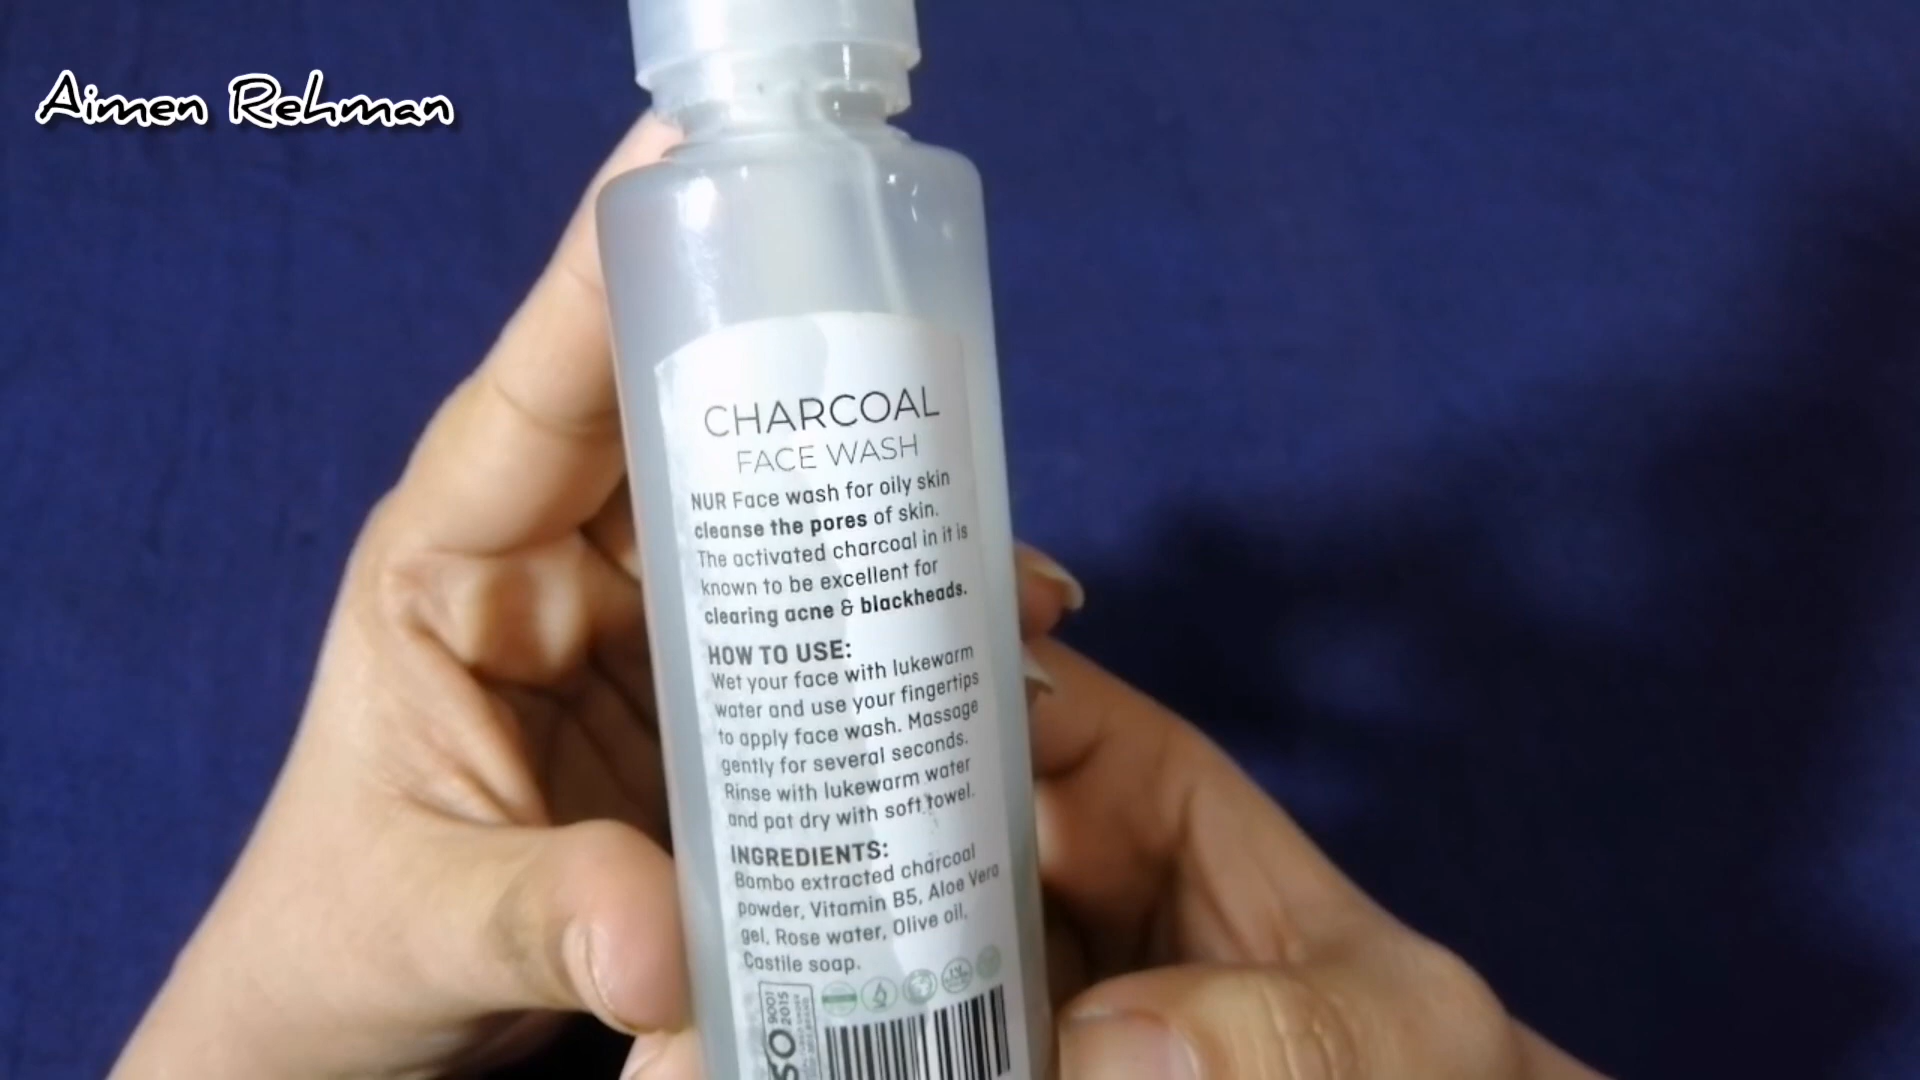 Aimen Rehman
CHARCOAL
FACE WASH
NUR Face wash for oily skin
cleanse the pores of skin.
The activated charcoal in it is
known to be excellent for
clearing acne & blackheads.
HOW TO USE:
Wet your face with lukewarm
water and use your fingertips
to apply face wash. Massage
gently for several seconds.
Rinse with lukewarm water
and pat dry with soft towel.
INGREDIENTS:
Bambo extracted charcoal
powder, Vitamin B5, Aloe Vera
gel, Rose water, Olive oil,
Castile soap.
ISO
9001
2015